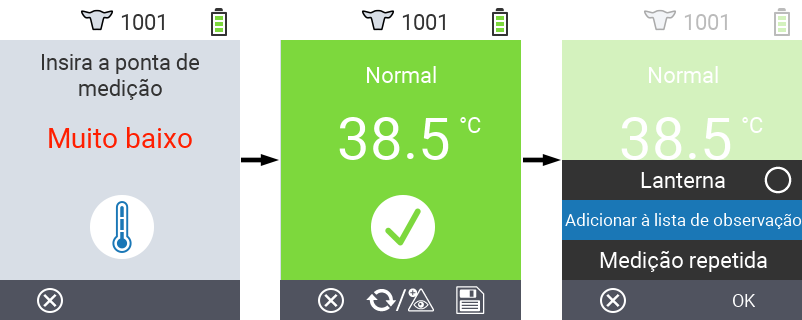 1001
Insira a ponta de
medição
Muito baixo
1001
Normal
38.5 °C
1001
Normal
38.5 °C
Lanterna
Adicionar à lista de observação
Medição repetida
OK